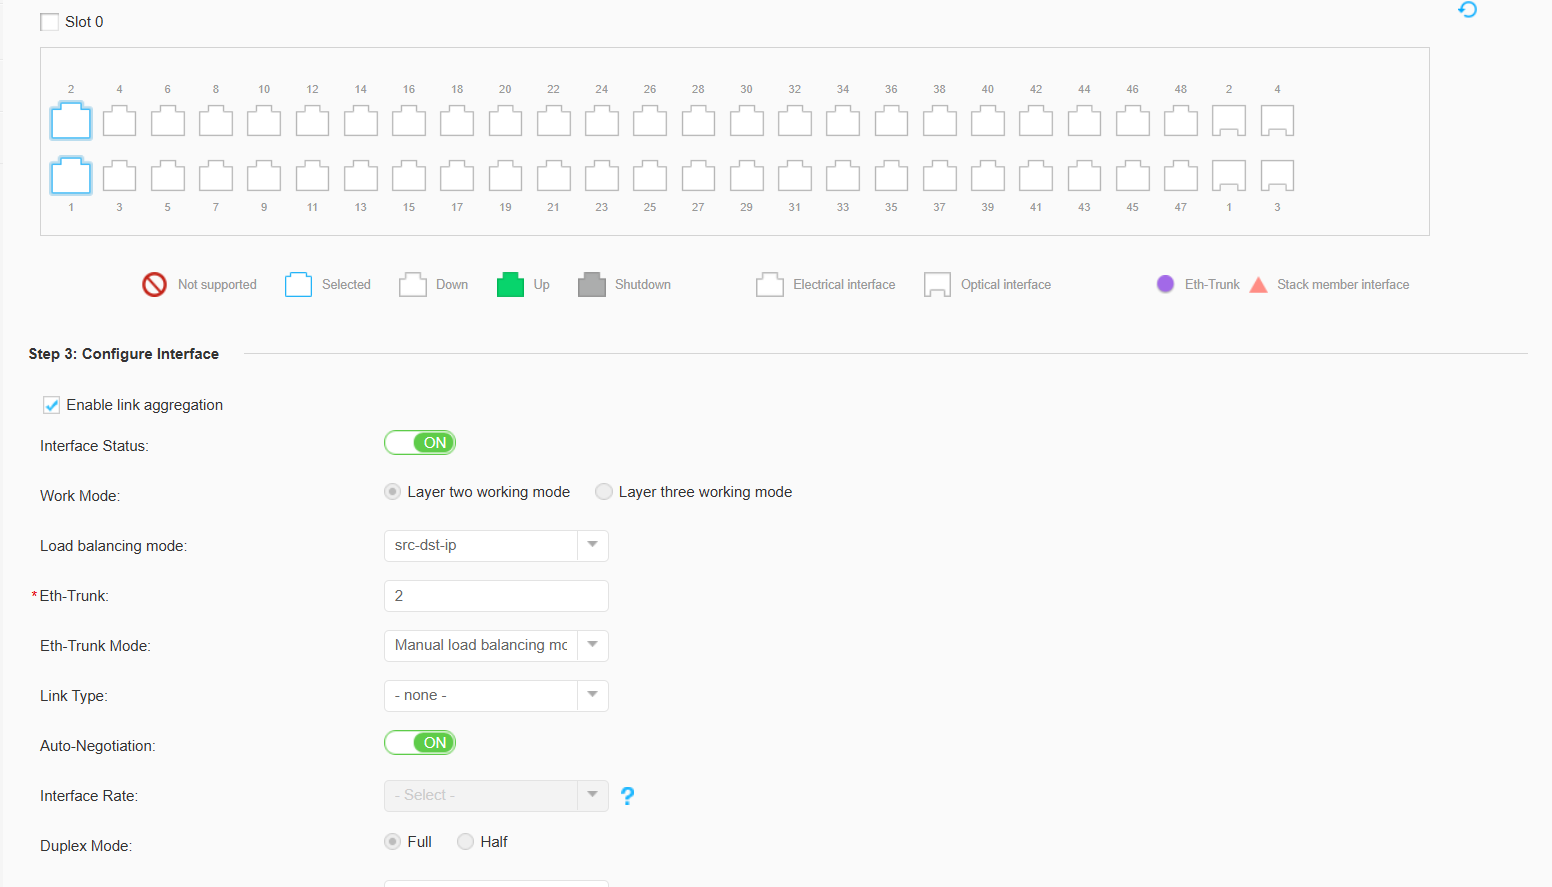 Slot 0
2 4 6 8 10 12 14 16 18 20 22 24 26 28 30 32 34 36 38 40 42 44 46 48 2 4
1 3 5 7 9 11 13 15 17 19 21 23 25 27 29 31 33 35 37 39 41 43 45 47 1 3
Not supported Selected Down Up Shutdown Electrical interface Optical interface Eth-Trunk Stack member interface
Step 3: Configure Interface
Enable link aggregation
Interface Status: ON
Work Mode: Layer two working mode Layer three working mode
Load balancing mode: src-dst-ip
*Eth-Trunk: 2
Eth-Trunk Mode: Manual load balancing mo
Link Type: - none -
Auto-Negotiation: ON
Interface Rate: - Select - ?
Duplex Mode: Full Half